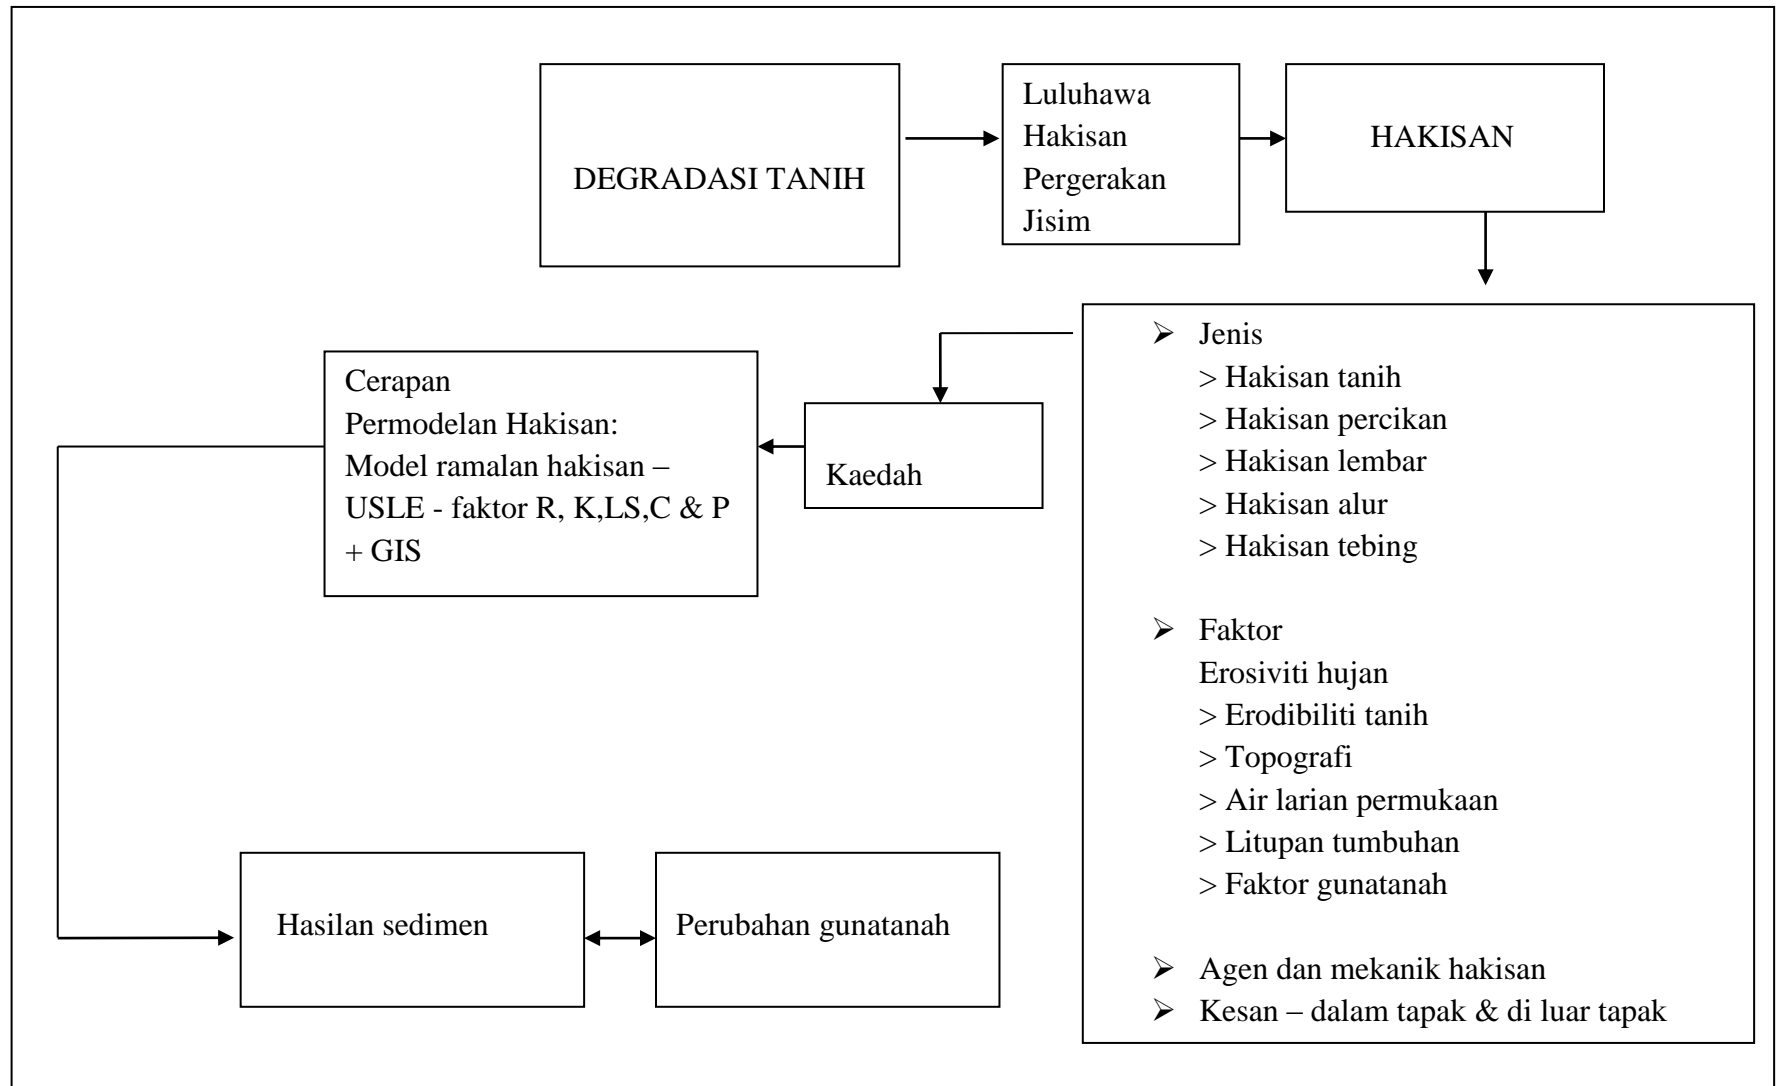 DEGRADASI TANIH
Luluhawa
Hakisan
Pergerakan
Jisim
HAKISAN
➢ Jenis
> Hakisan tanih
> Hakisan percikan
> Hakisan lembar
> Hakisan alur
> Hakisan tebing
➢ Faktor
Erosiviti hujan
> Erodibiliti tanih
> Topografi
> Air larian permukaan
> Litupan tumbuhan
> Faktor gunatanah
➢ Agen dan mekanik hakisan
➢ Kesan – dalam tapak & di luar tapak
Kaedah
Cerapan
Permodelan Hakisan:
Model ramalan hakisan –
USLE - faktor R, K,LS,C & P
+ GIS
Hasilan sedimen
Perubahan gunatanah